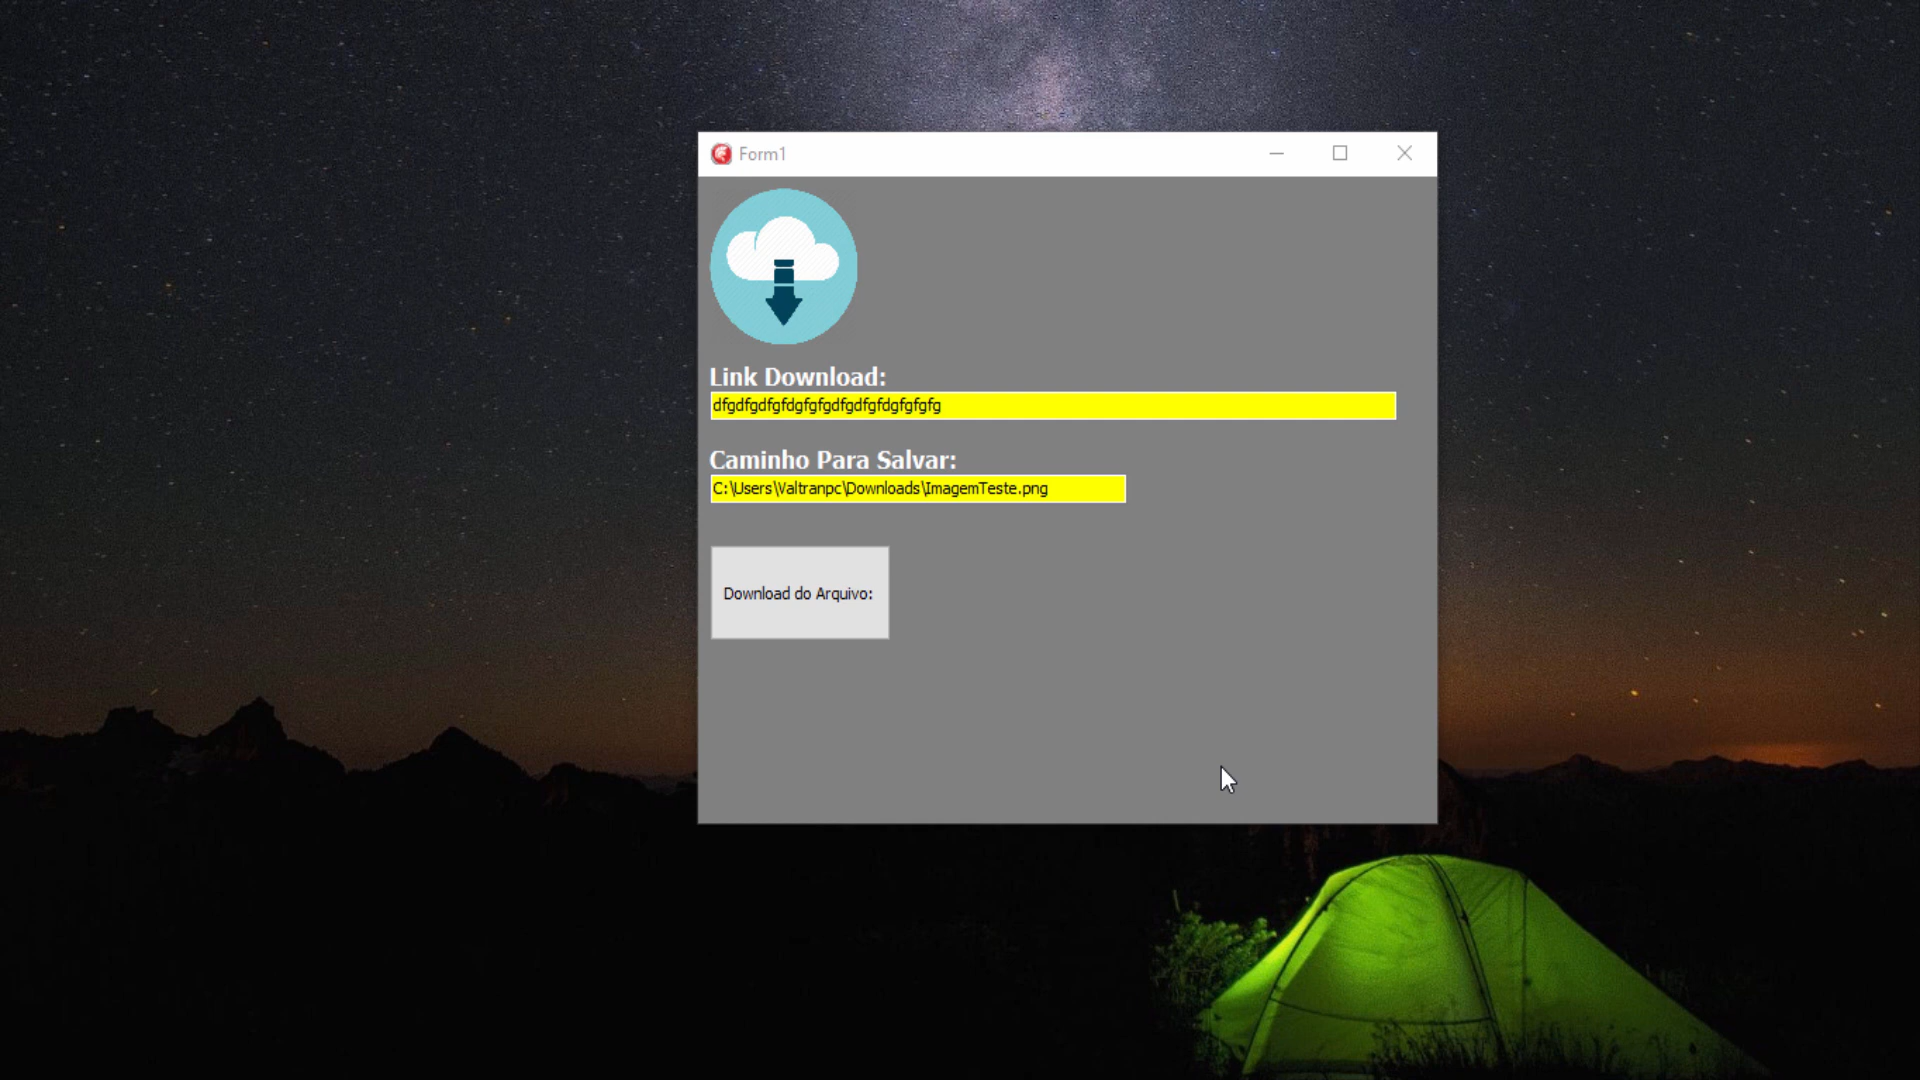 Form1
Link Download:
dfgdfgdfgfdgfgfgdfgdfgfdgfgfgfg
Caminho Para Salvar:
C:\Users\Valtranpc\Downloads\ImagemTeste.png
Download do Arquivo: